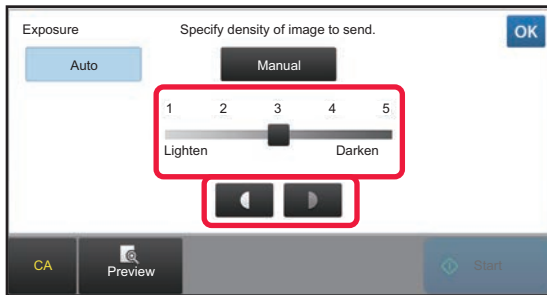 Exposure Specify density of image to send. OK
Auto Manual
1 2 3 4 5
Lighten Darken
CA Preview Start